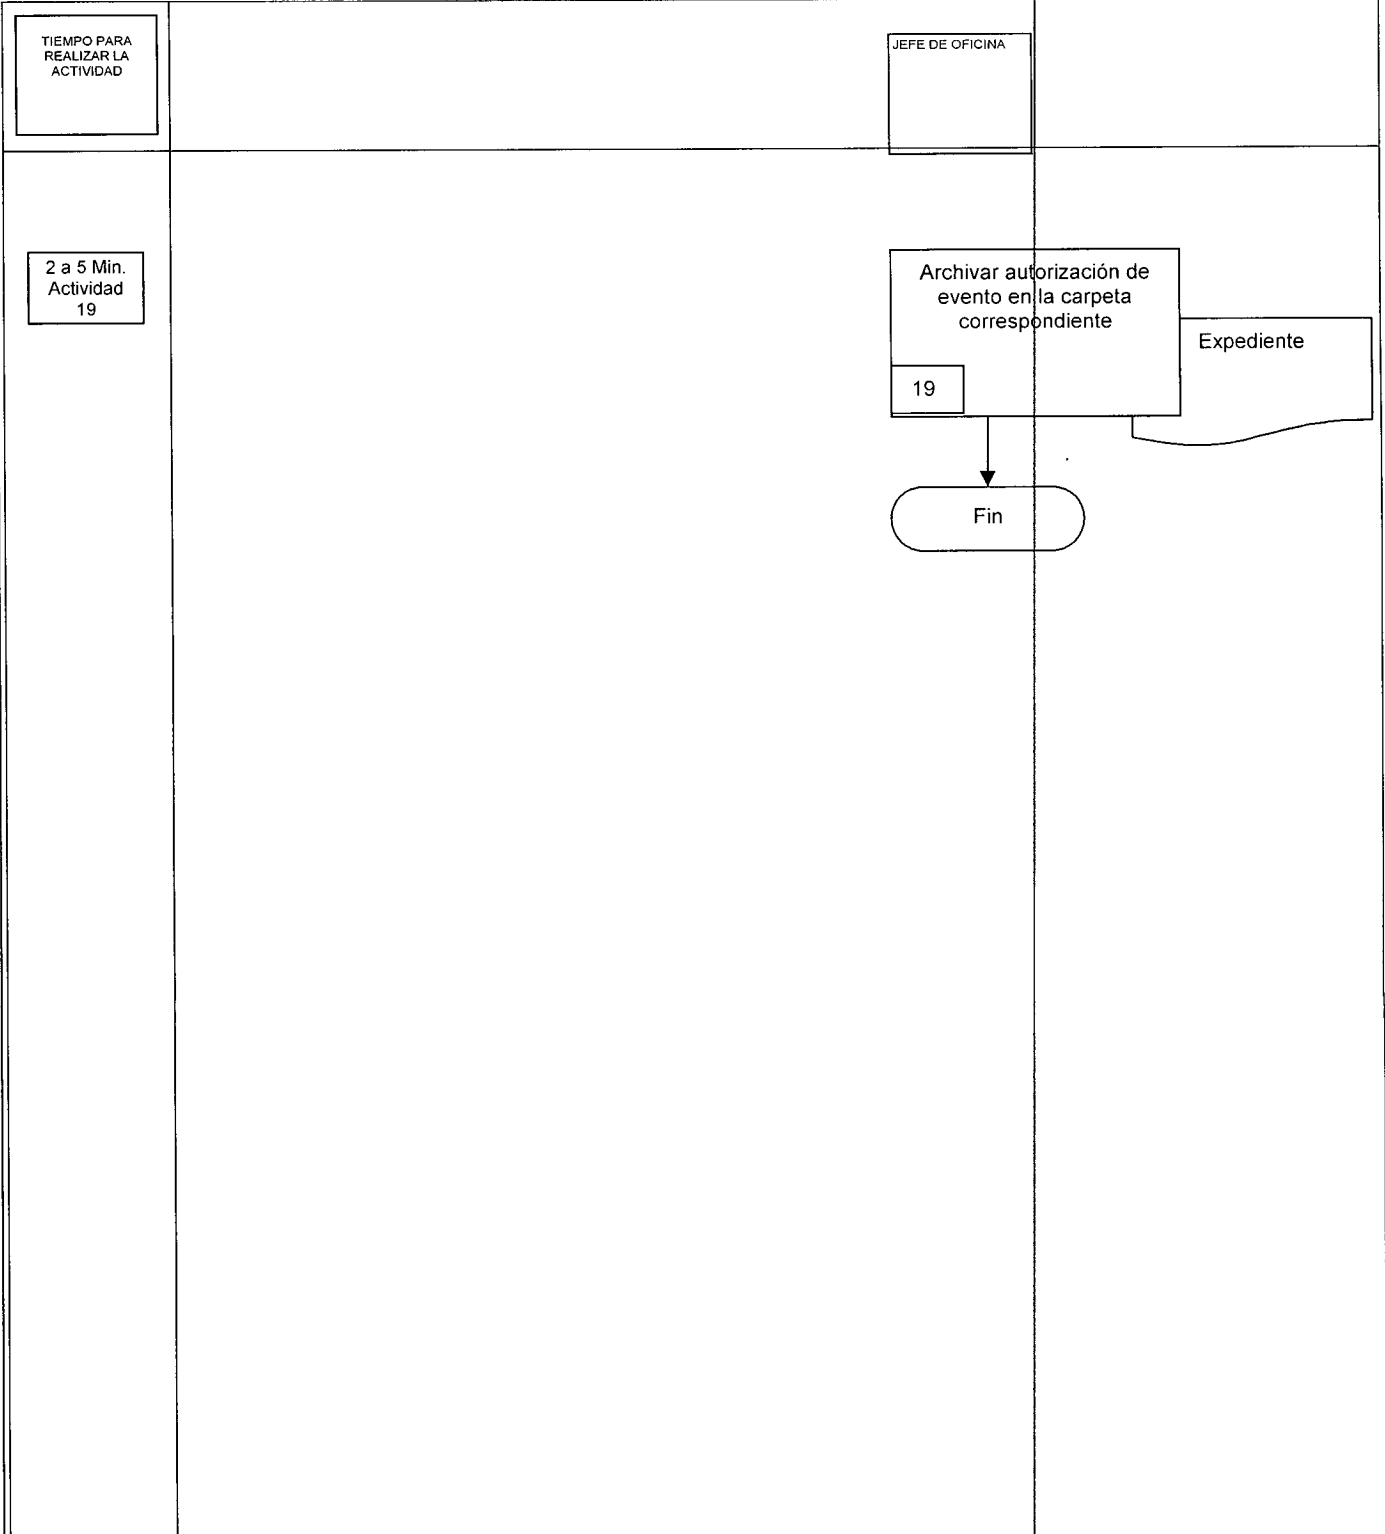 TIEMPO PARA
REALIZAR LA
ACTIVIDAD
JEFE DE OFICINA
2 a 5 Min.
Actividad
19
Archivar autorización de
evento en la carpeta
correspondiente
Expediente
19
Fin